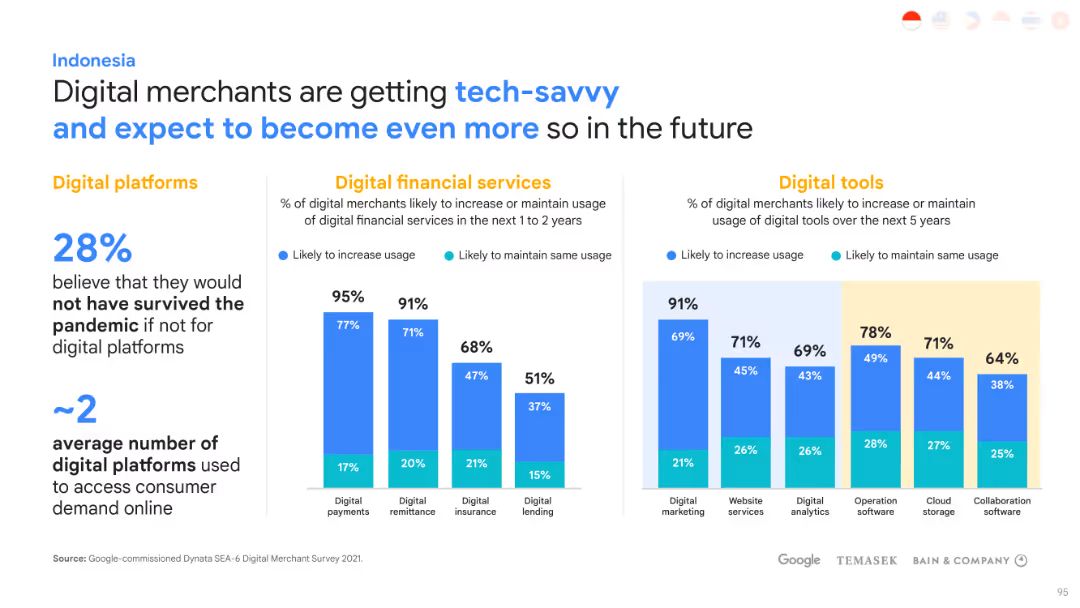 Indonesia
Digital merchants are getting tech-savvy
and expect to become even more so in the future
Digital platforms
28%
believe that they would
not have survived the
pandemic if not for
digital platforms
~2
average number of
digital platforms used
to access consumer
demand online
Digital financial services
% of digital merchants likely to increase or maintain usage
of digital financial services in the next 1 to 2 years
Likely to increase usage
Likely to maintain same usage
95%
91%
68%
51%
77%
71%
47%
37%
17%
20%
21%
15%
Digital
payments
Digital
remittance
Digital
insurance
Digital
lending
Digital tools
% of digital merchants likely to increase or maintain
usage of digital tools over the next 5 years
Likely to increase usage
Likely to maintain same usage
91%
71%
69%
78%
71%
64%
69%
45%
43%
49%
44%
38%
21%
26%
26%
28%
27%
25%
Digital
marketing
Website
services
Digital
analytics
Operation
software
Cloud
storage
Collaboration
software
Source: Google-commissioned Dynata SEA-6 Digital Merchant Survey 2021.
Google
TEMASEK
BAIN & COMPANY
95